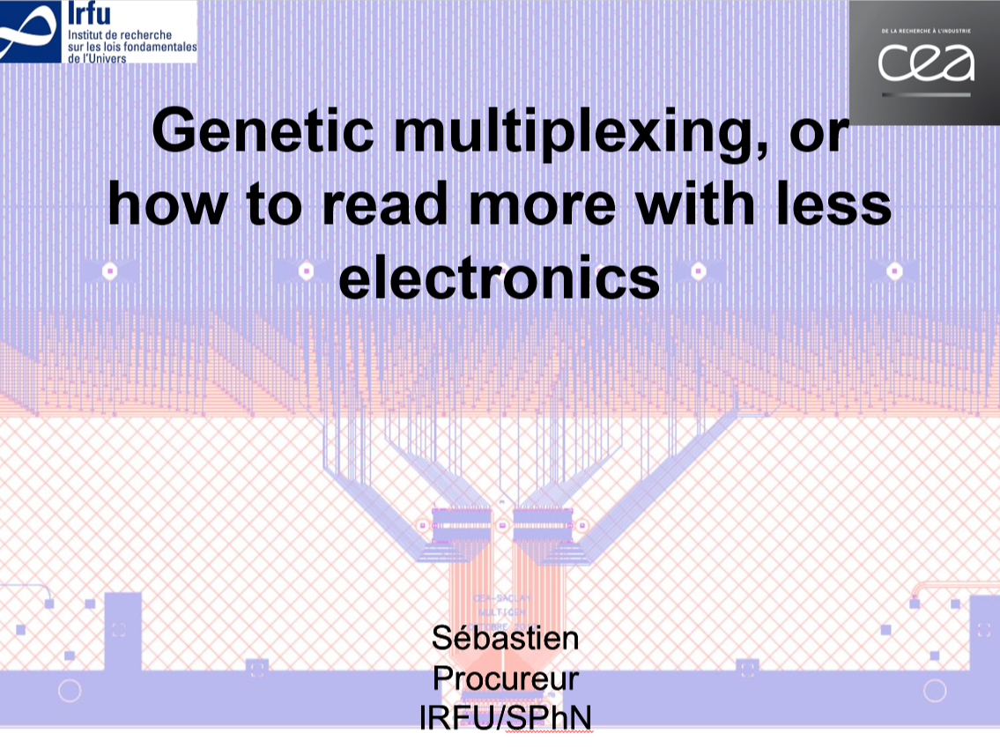 Irfu
Institut de recherche
sur les lois fondamentales
de l'Univers
DE LA RECHERCHE À L'INDUSTRIE
cea
Genetic multiplexing, or
how to read more with less
electronics
CEA-SACLAY
MULTIGEN
OCTOBRE
Sébastien
Procureur
IRFU/SPhN